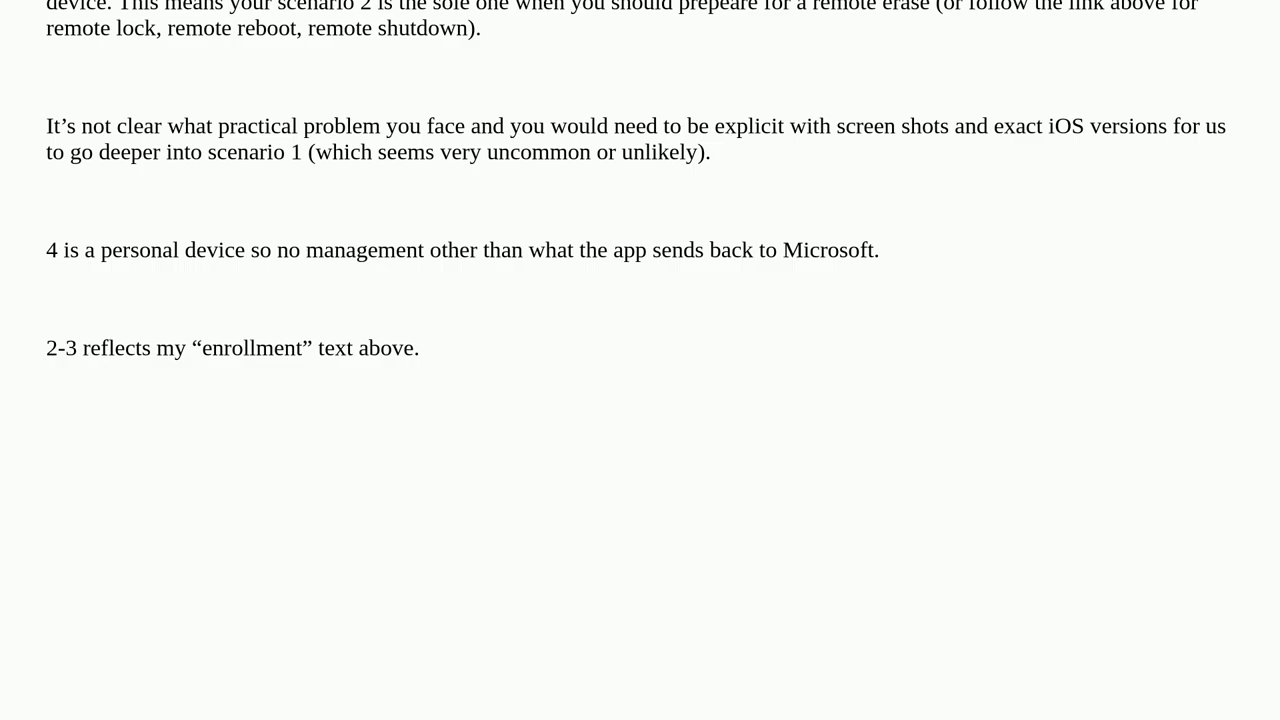 device. This means your scenario 2 is the sole one when you should prepeare for a remote erase (or follow the link above for
remote lock, remote reboot, remote shutdown).
It’s not clear what practical problem you face and you would need to be explicit with screen shots and exact iOS versions for us
to go deeper into scenario 1 (which seems very uncommon or unlikely).
4 is a personal device so no management other than what the app sends back to Microsoft.
2-3 reflects my “enrollment” text above.